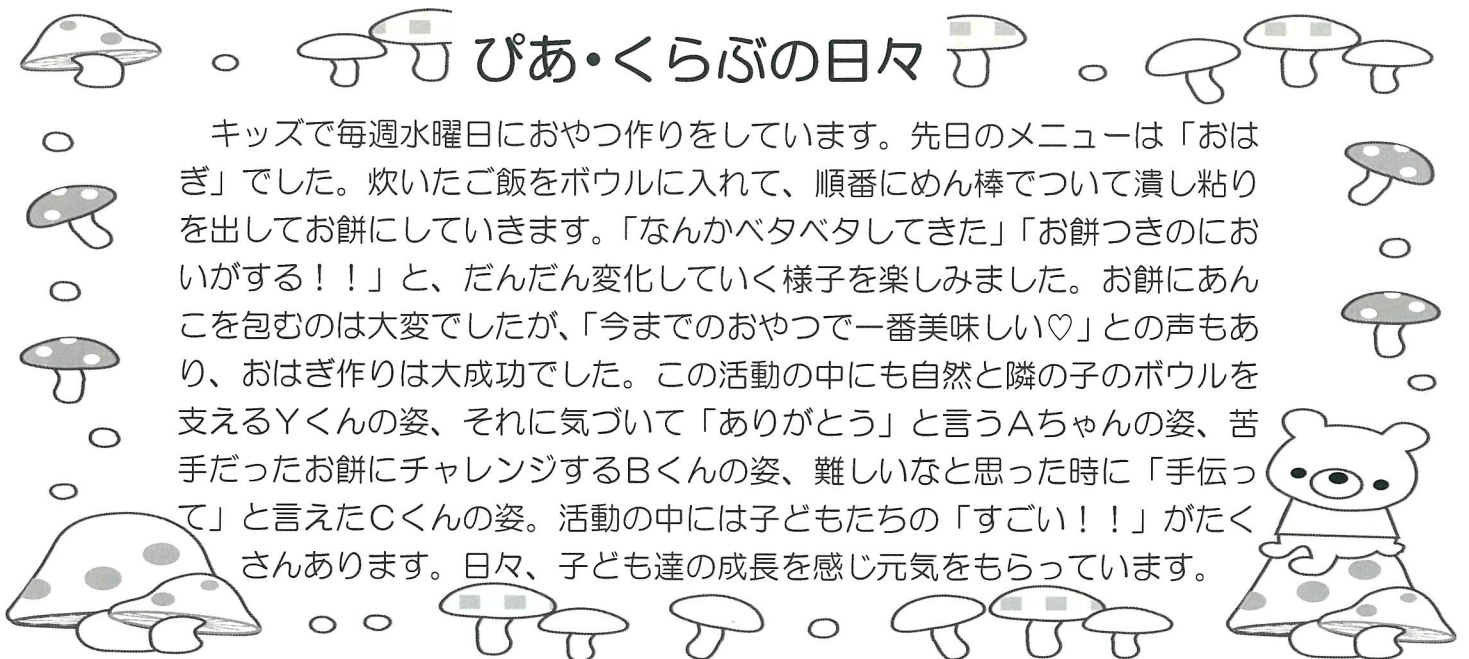 ぴあ・くらぶの日々
キッズで毎週水曜日におやつ作りをしています。先日のメニューは「おは
ぎ」でした。炊いたご飯をボウルに入れて、順番にめん棒でついて潰し粘り
を出してお餅にしていきます。「なんかベタベタしてきた」「お餅つきのにお
いがする！！」と、だんだん変化していく様子を楽しみました。お餅にあん
こを包むのは大変でしたが、「今までのおやつで一番美味しい♡」との声もあ
り、おはぎ作りは大成功でした。この活動の中にも自然と隣の子のボウルを
支えるＹくんの姿、それに気づいて「ありがとう」と言うＡちゃんの姿、苦
手だったお餅にチャレンジするＢくんの姿、難しいなと思った時に「手伝っ
て」と言えたＣくんの姿。活動の中には子どもたちの「すごい！！」がたく
さんあります。日々、子ども達の成長を感じ元気をもらっています。